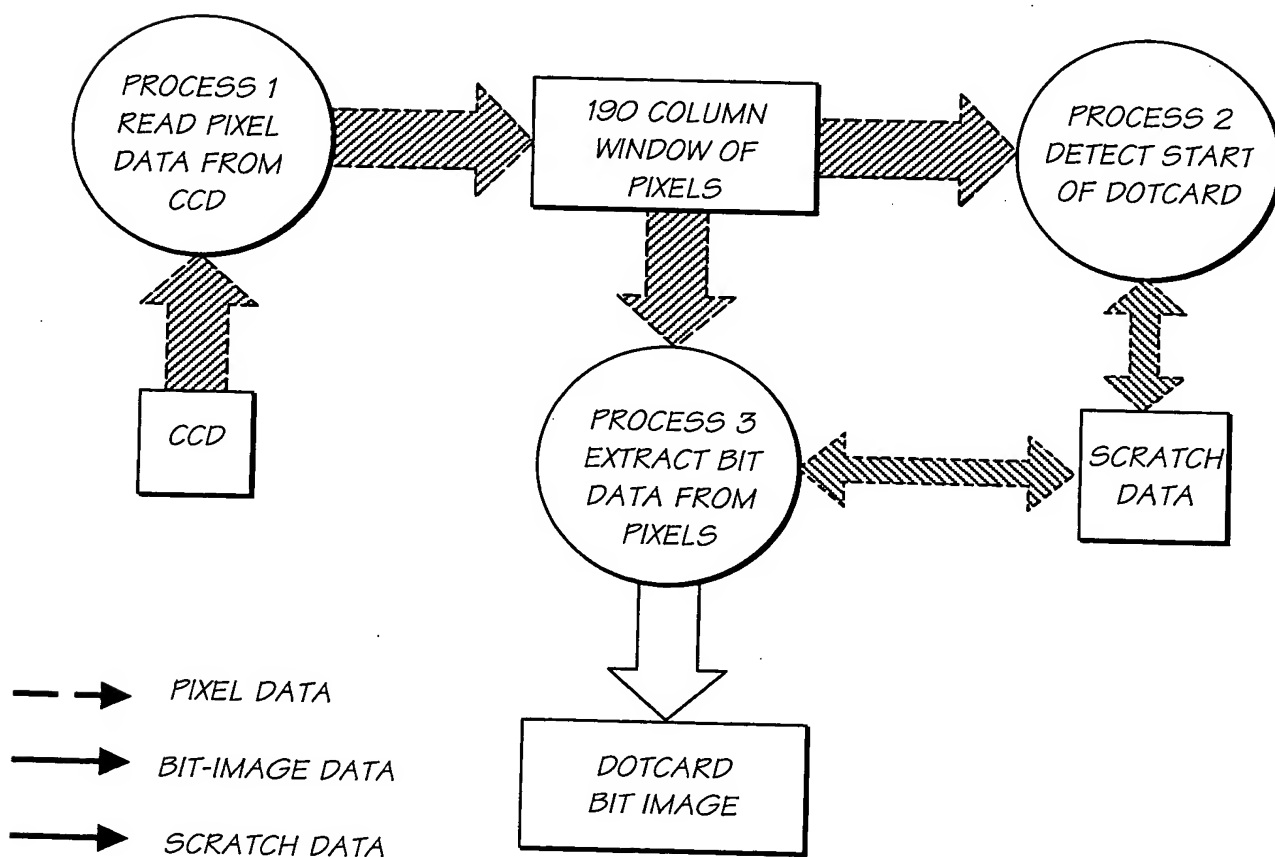 PROCESS 1
READ PIXEL
DATA FROM
CCD
190 COLUMN
WINDOW OF
PIXELS
PROCESS 2
DETECT START
OF DOTCARD
CCD
PROCESS 3
EXTRACT BIT
DATA FROM
PIXELS
SCRATCH
DATA
PIXEL DATA
BIT-IMAGE DATA
SCRATCH DATA
DOTCARD
BIT IMAGE